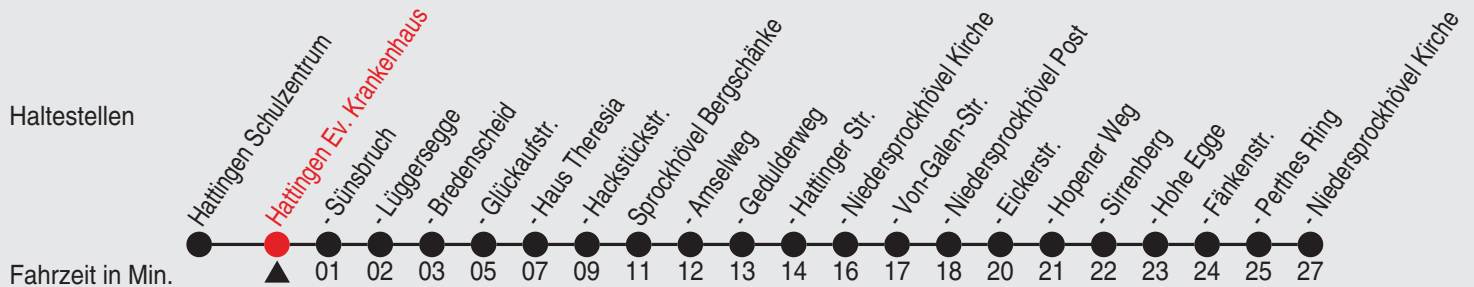 Haltestellen
Hattingen Schulzentrum
Hattingen Ev. Krankenhaus
- Sünsbruch
- Lüggersegge
- Bredenscheid
- Glückaufstr.
- Haus Theresia
- Hackstückstr.
Sprockhövel Bergschänke
- Amselweg
- Gedulderweg
- Hattinger Str.
- Niedersprockhövel Kirche
- Von-Galen-Str.
- Niedersprockhövel Post
- Eickerstr.
- Hopener Weg
- Sirrenberg
- Hohe Egge
- Fänkenstr.
- Perthes Ring
- Niedersprockhövel Kirche
Fahrzeit in Min. 01 02 03 05 07 09 11 12 13 14 16 17 18 20 21 22 23 24 25 27